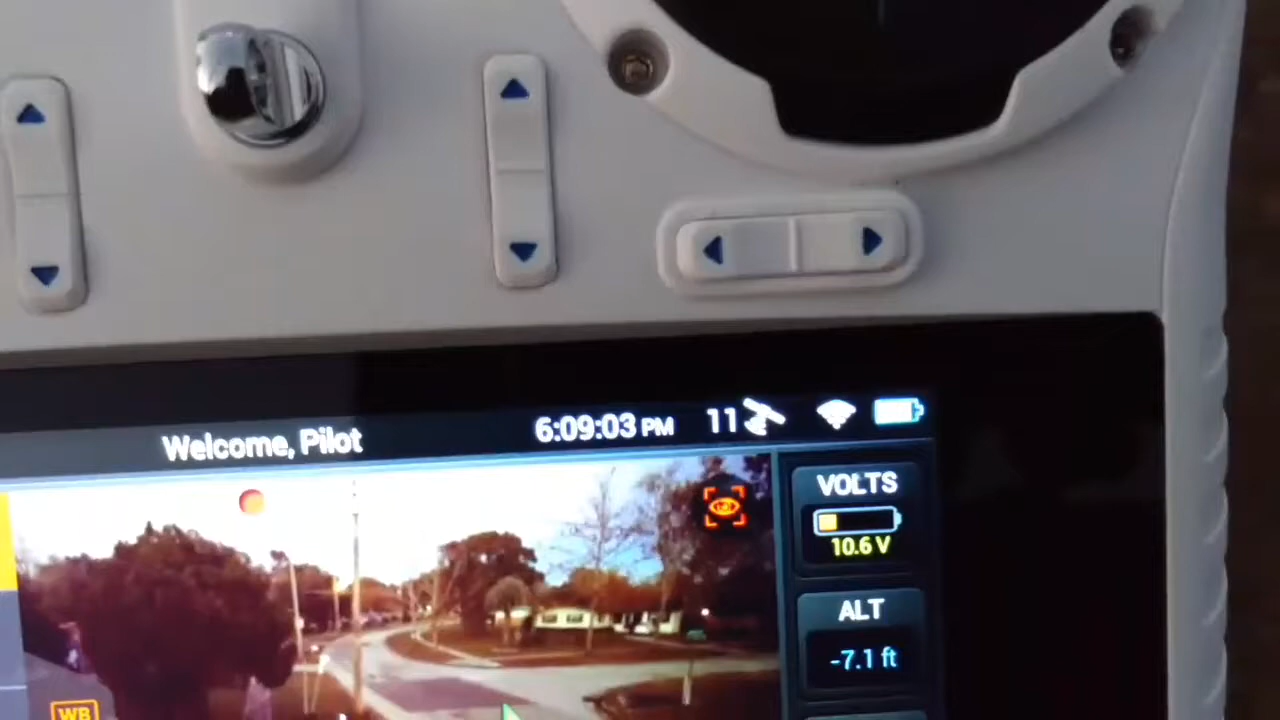 Welcome, Pilot
6:09:03 PM
11
VOLTS
10.6 V
ALT
-7.1 ft
WB